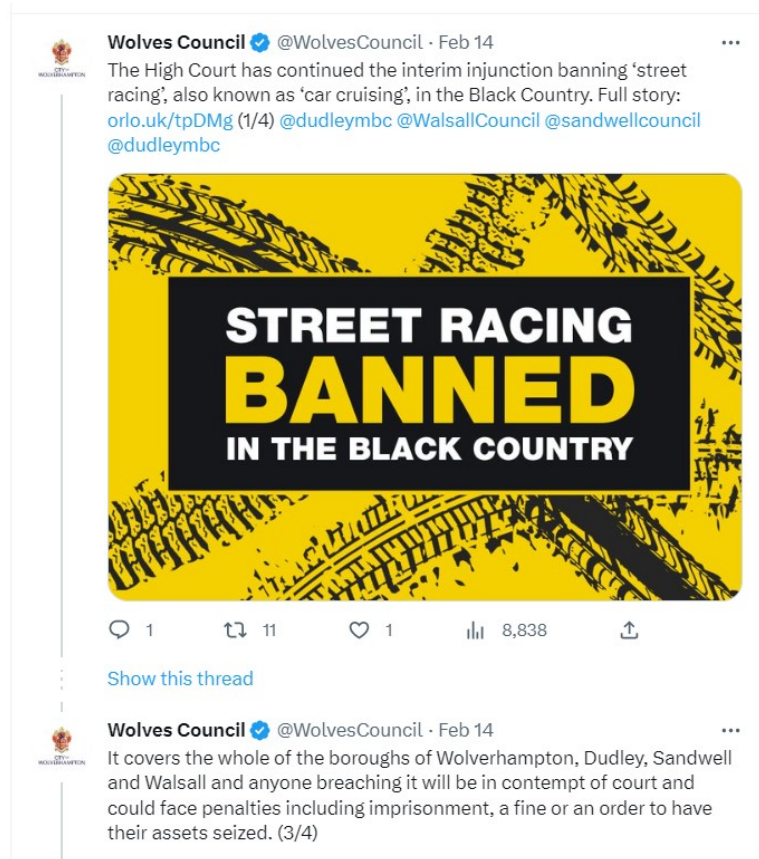 Wolves Council @WolvesCouncil · Feb 14
The High Court has continued the interim injunction banning ‘street
racing’, also known as ‘car cruising’, in the Black Country. Full story:
orlo.uk/tpDMg (1/4) @dudleymbc @WalsallCouncil @sandwellcouncil
@dudleymbc
STREET RACING
BANNED
IN THE BLACK COUNTRY
1 11 1 8,838
Show this thread
Wolves Council @WolvesCouncil · Feb 14
It covers the whole of the boroughs of Wolverhampton, Dudley, Sandwell
and Walsall and anyone breaching it will be in contempt of court and
could face penalties including imprisonment, a fine or an order to have
their assets seized. (3/4)